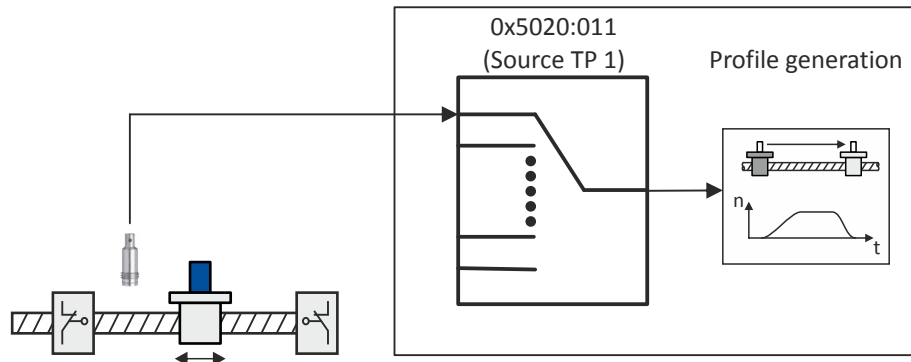 0x5020:011
(Source TP 1)
Profile generation
n
t